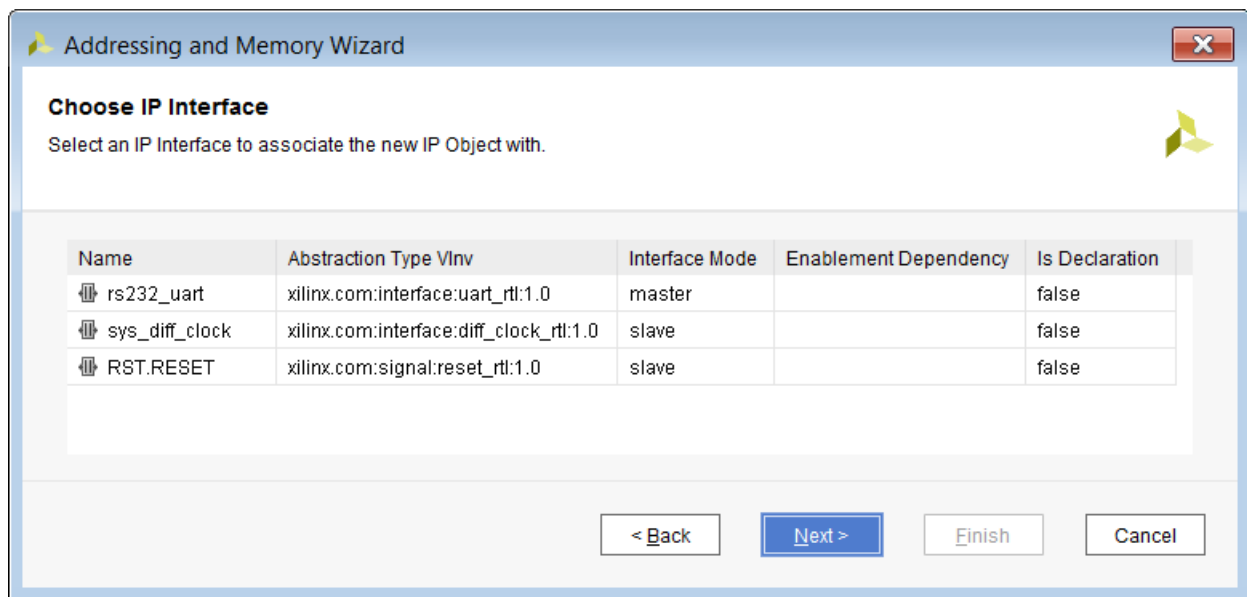 Addressing and Memory Wizard
Choose IP Interface
Select an IP Interface to associate the new IP Object with.
Name Abstraction Type Vlnv Interface Mode Enablement Dependency Is Declaration
rs232_uart xilinx.com:interface:uart_rtl:1.0 master false
sys_diff_clock xilinx.com:interface:diff_clock_rtl:1.0 slave false
RST.RESET xilinx.com:signal:reset_rtl:1.0 slave false
< Back Next > Finish Cancel